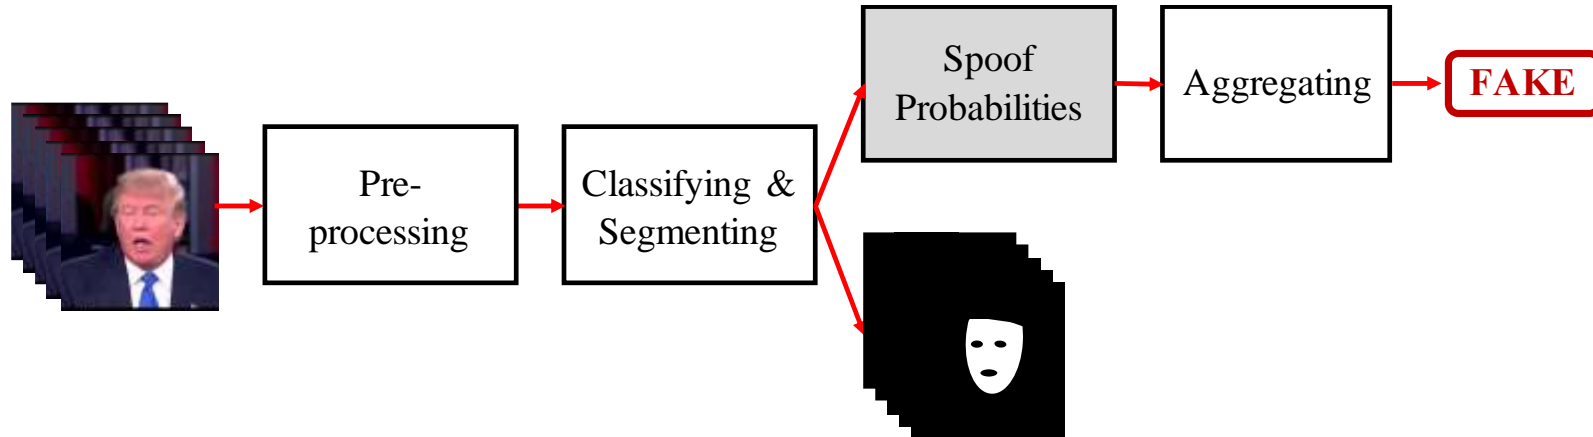 Pre-
processing
Classifying &
Segmenting
Spoof
Probabilities
Aggregating
FAKE